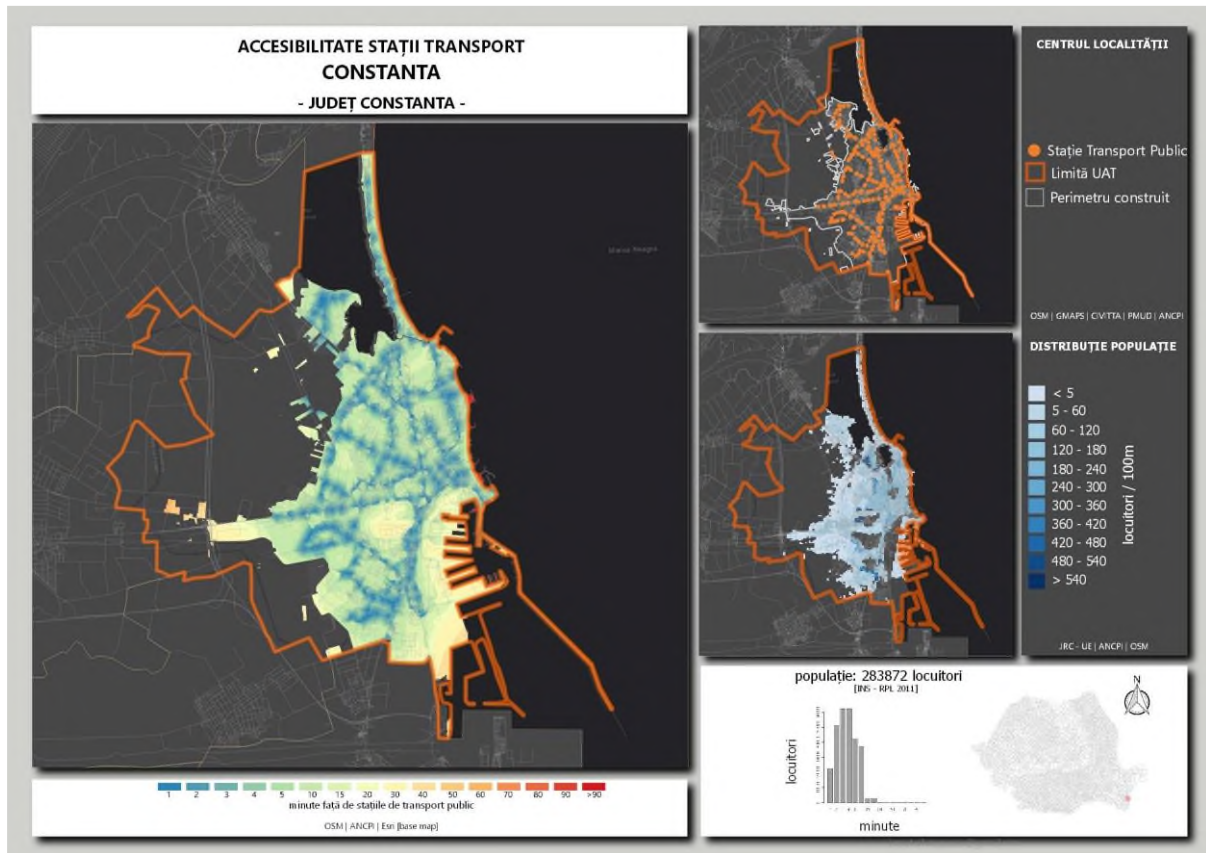 ACCESIBILITATE STAȚII TRANSPORT
CONSTANTA
- JUDEȚ CONSTANTA -
Marea Neagra
1 2 3 4 5 10 15 20 30 40 50 60 70 80 90 >90
minute față de stațiile de transport public
OSM | ANCPI | Esri [base map]
CENTRUL LOCALITĂȚII
Stație Transport Public
Limită UAT
Perimetru construit
OSM | GMAPS | CIVITTA | PMUD | ANCPI
DISTRIBUȚIE POPULAȚIE
< 5
5 - 60
60 - 120
120 - 180
180 - 240
240 - 300
300 - 360
360 - 420
420 - 480
480 - 540
> 540
locuitori / 100m
JRC - UE | ANCPI | OSM
populație: 283872 locuitori
[INS - RPL 2011]
locuitori
minute
N